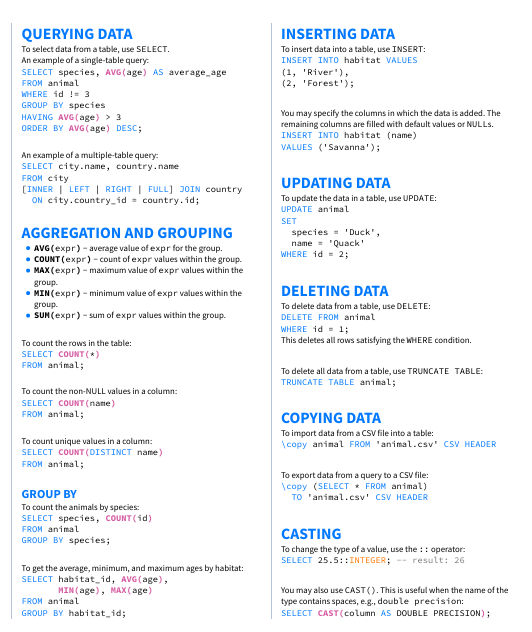 QUERYING DATA
To select data from a table, use SELECT.
An example of a single-table query:
SELECT species, AVG(age) AS average_age
FROM animal
WHERE id != 3
GROUP BY species
HAVING AVG(age) > 3
ORDER BY AVG(age) DESC;
An example of a multiple-table query:
SELECT city.name, country.name
FROM city
[INNER | LEFT | RIGHT | FULL] JOIN country
ON city.country_id = country.id;
AGGREGATION AND GROUPING
• AVG(expr) − average value of expr for the group.
• COUNT(expr) − count of expr values within the group.
• MAX(expr) − maximum value of expr values within the
group.
• MIN(expr) − minimum value of expr values within the
group.
• SUM(expr) − sum of expr values within the group.
To count the rows in the table:
SELECT COUNT(*)
FROM animal;
To count the non-NULL values in a column:
SELECT COUNT(name)
FROM animal;
To count unique values in a column:
SELECT COUNT(DISTINCT name)
FROM animal;
GROUP BY
To count the animals by species:
SELECT species, COUNT(id)
FROM animal
GROUP BY species;
To get the average, minimum, and maximum ages by habitat:
SELECT habitat_id, AVG(age),
MIN(age), MAX(age)
FROM animal
GROUP BY habitat_id;
INSERTING DATA
To insert data into a table, use INSERT:
INSERT INTO habitat VALUES
(1, 'River'),
(2, 'Forest');
You may specify the columns in which the data is added. The
remaining columns are filled with default values or NULLs.
INSERT INTO habitat (name)
VALUES ('Savanna');
UPDATING DATA
To update the data in a table, use UPDATE:
UPDATE animal
SET
species = 'Duck',
name = 'Quack'
WHERE id = 2;
DELETING DATA
To delete data from a table, use DELETE:
DELETE FROM animal
WHERE id = 1;
This deletes all rows satisfying the WHERE condition.
To delete all data from a table, use TRUNCATE TABLE:
TRUNCATE TABLE animal;
COPYING DATA
To import data from a CSV file into a table:
\copy animal FROM 'animal.csv' CSV HEADER
To export data from a query to a CSV file:
\copy (SELECT * FROM animal)
TO 'animal.csv' CSV HEADER
CASTING
To change the type of a value, use the :: operator:
SELECT 25.5::INTEGER; -- result: 26
You may also use CAST(). This is useful when the name of the
type contains spaces, e.g., double precision:
SELECT CAST(column AS DOUBLE PRECISION);